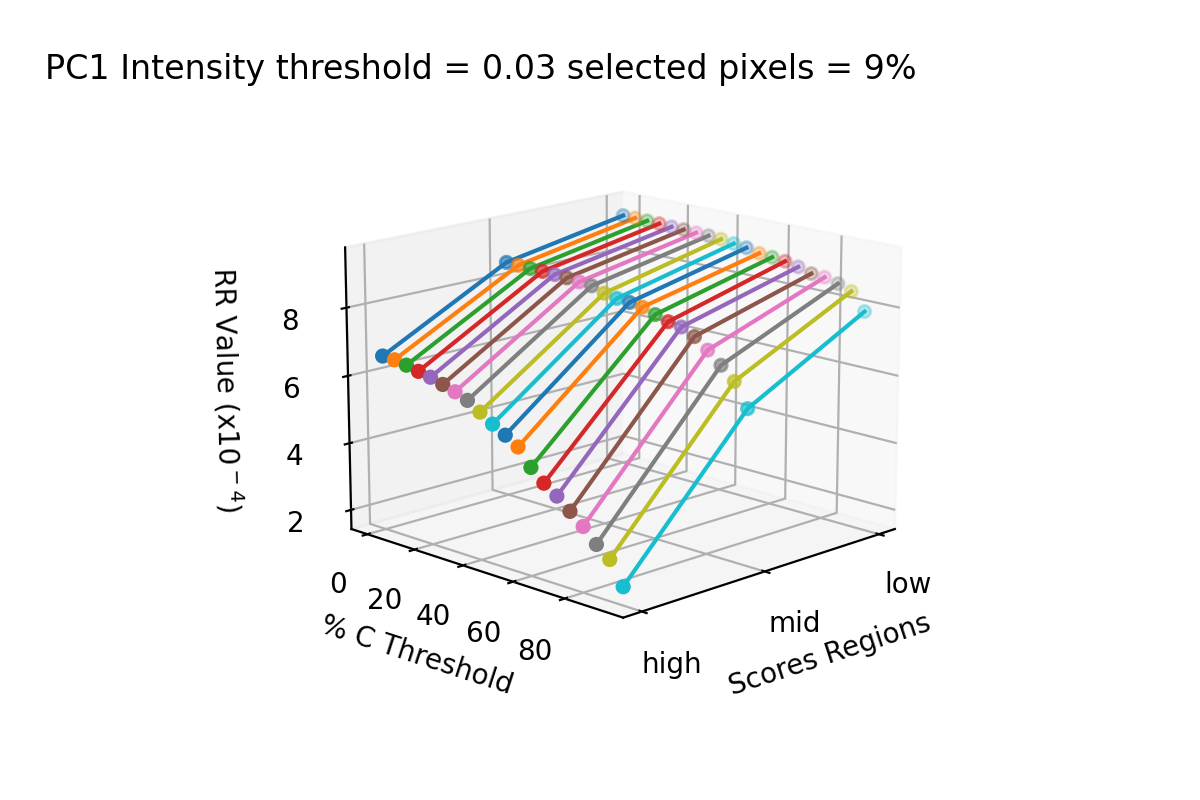 PC1 Intensity threshold = 0.03 selected pixels = 9%
RR Value (x10⁻⁴)
8
6
4
2
0
20
40
60
80
% C Threshold
high
mid
low
Scores Regions